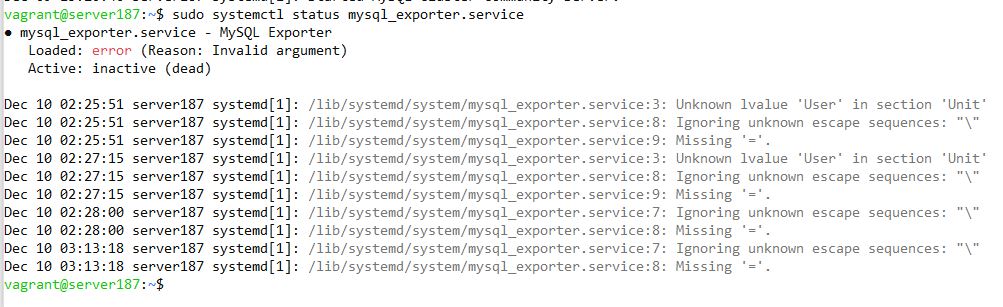 vagrant@server187:~$ sudo systemctl status mysql_exporter.service
● mysql_exporter.service - MySQL Exporter
Loaded: error (Reason: Invalid argument)
Active: inactive (dead)
Dec 10 02:25:51 server187 systemd[1]: /lib/systemd/system/mysql_exporter.service:3: Unknown lvalue 'User' in section 'Unit'
Dec 10 02:25:51 server187 systemd[1]: /lib/systemd/system/mysql_exporter.service:8: Ignoring unknown escape sequences: "\"
Dec 10 02:25:51 server187 systemd[1]: /lib/systemd/system/mysql_exporter.service:9: Missing '='.
Dec 10 02:27:15 server187 systemd[1]: /lib/systemd/system/mysql_exporter.service:3: Unknown lvalue 'User' in section 'Unit'
Dec 10 02:27:15 server187 systemd[1]: /lib/systemd/system/mysql_exporter.service:8: Ignoring unknown escape sequences: "\"
Dec 10 02:27:15 server187 systemd[1]: /lib/systemd/system/mysql_exporter.service:9: Missing '='.
Dec 10 02:28:00 server187 systemd[1]: /lib/systemd/system/mysql_exporter.service:7: Ignoring unknown escape sequences: "\"
Dec 10 02:28:00 server187 systemd[1]: /lib/systemd/system/mysql_exporter.service:8: Missing '='.
Dec 10 03:13:18 server187 systemd[1]: /lib/systemd/system/mysql_exporter.service:7: Ignoring unknown escape sequences: "\"
Dec 10 03:13:18 server187 systemd[1]: /lib/systemd/system/mysql_exporter.service:8: Missing '='.
vagrant@server187:~$